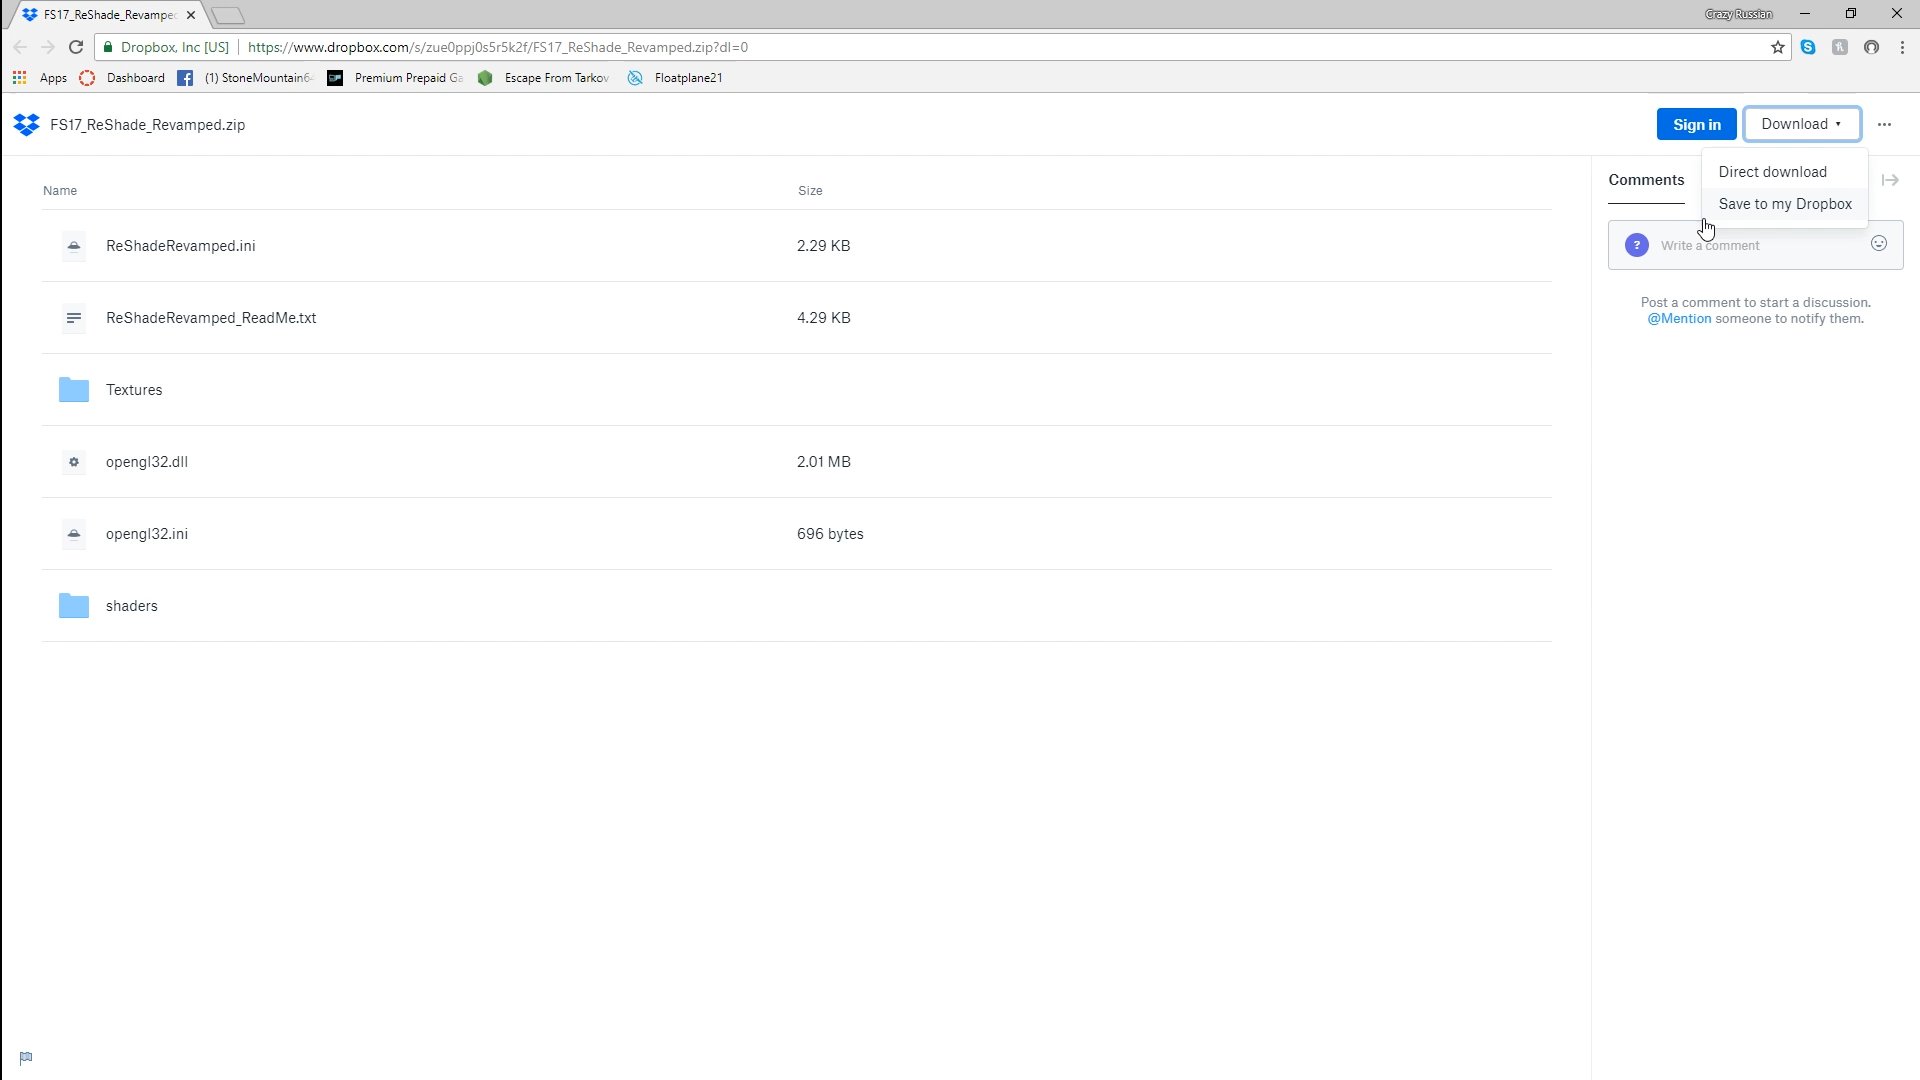 FS17_ReShade_Revampe
Crazy Russian
Dropbox, Inc [US] https://www.dropbox.com/s/zue0ppj0s5r5k2f/FS17_ReShade_Revamped.zip?dl=0
Apps Dashboard (1) StoneMountain6 Premium Prepaid Ga Escape From Tarkov Floatplane21
FS17_ReShade_Revamped.zip
Sign in
Download
Direct download
Save to my Dropbox
Name Size
Comments
ReShadeRevamped.ini 2.29 KB
? Write a comment
Post a comment to start a discussion.
@Mention someone to notify them.
ReShadeRevamped_ReadMe.txt 4.29 KB
Textures
opengl32.dll 2.01 MB
opengl32.ini 696 bytes
shaders